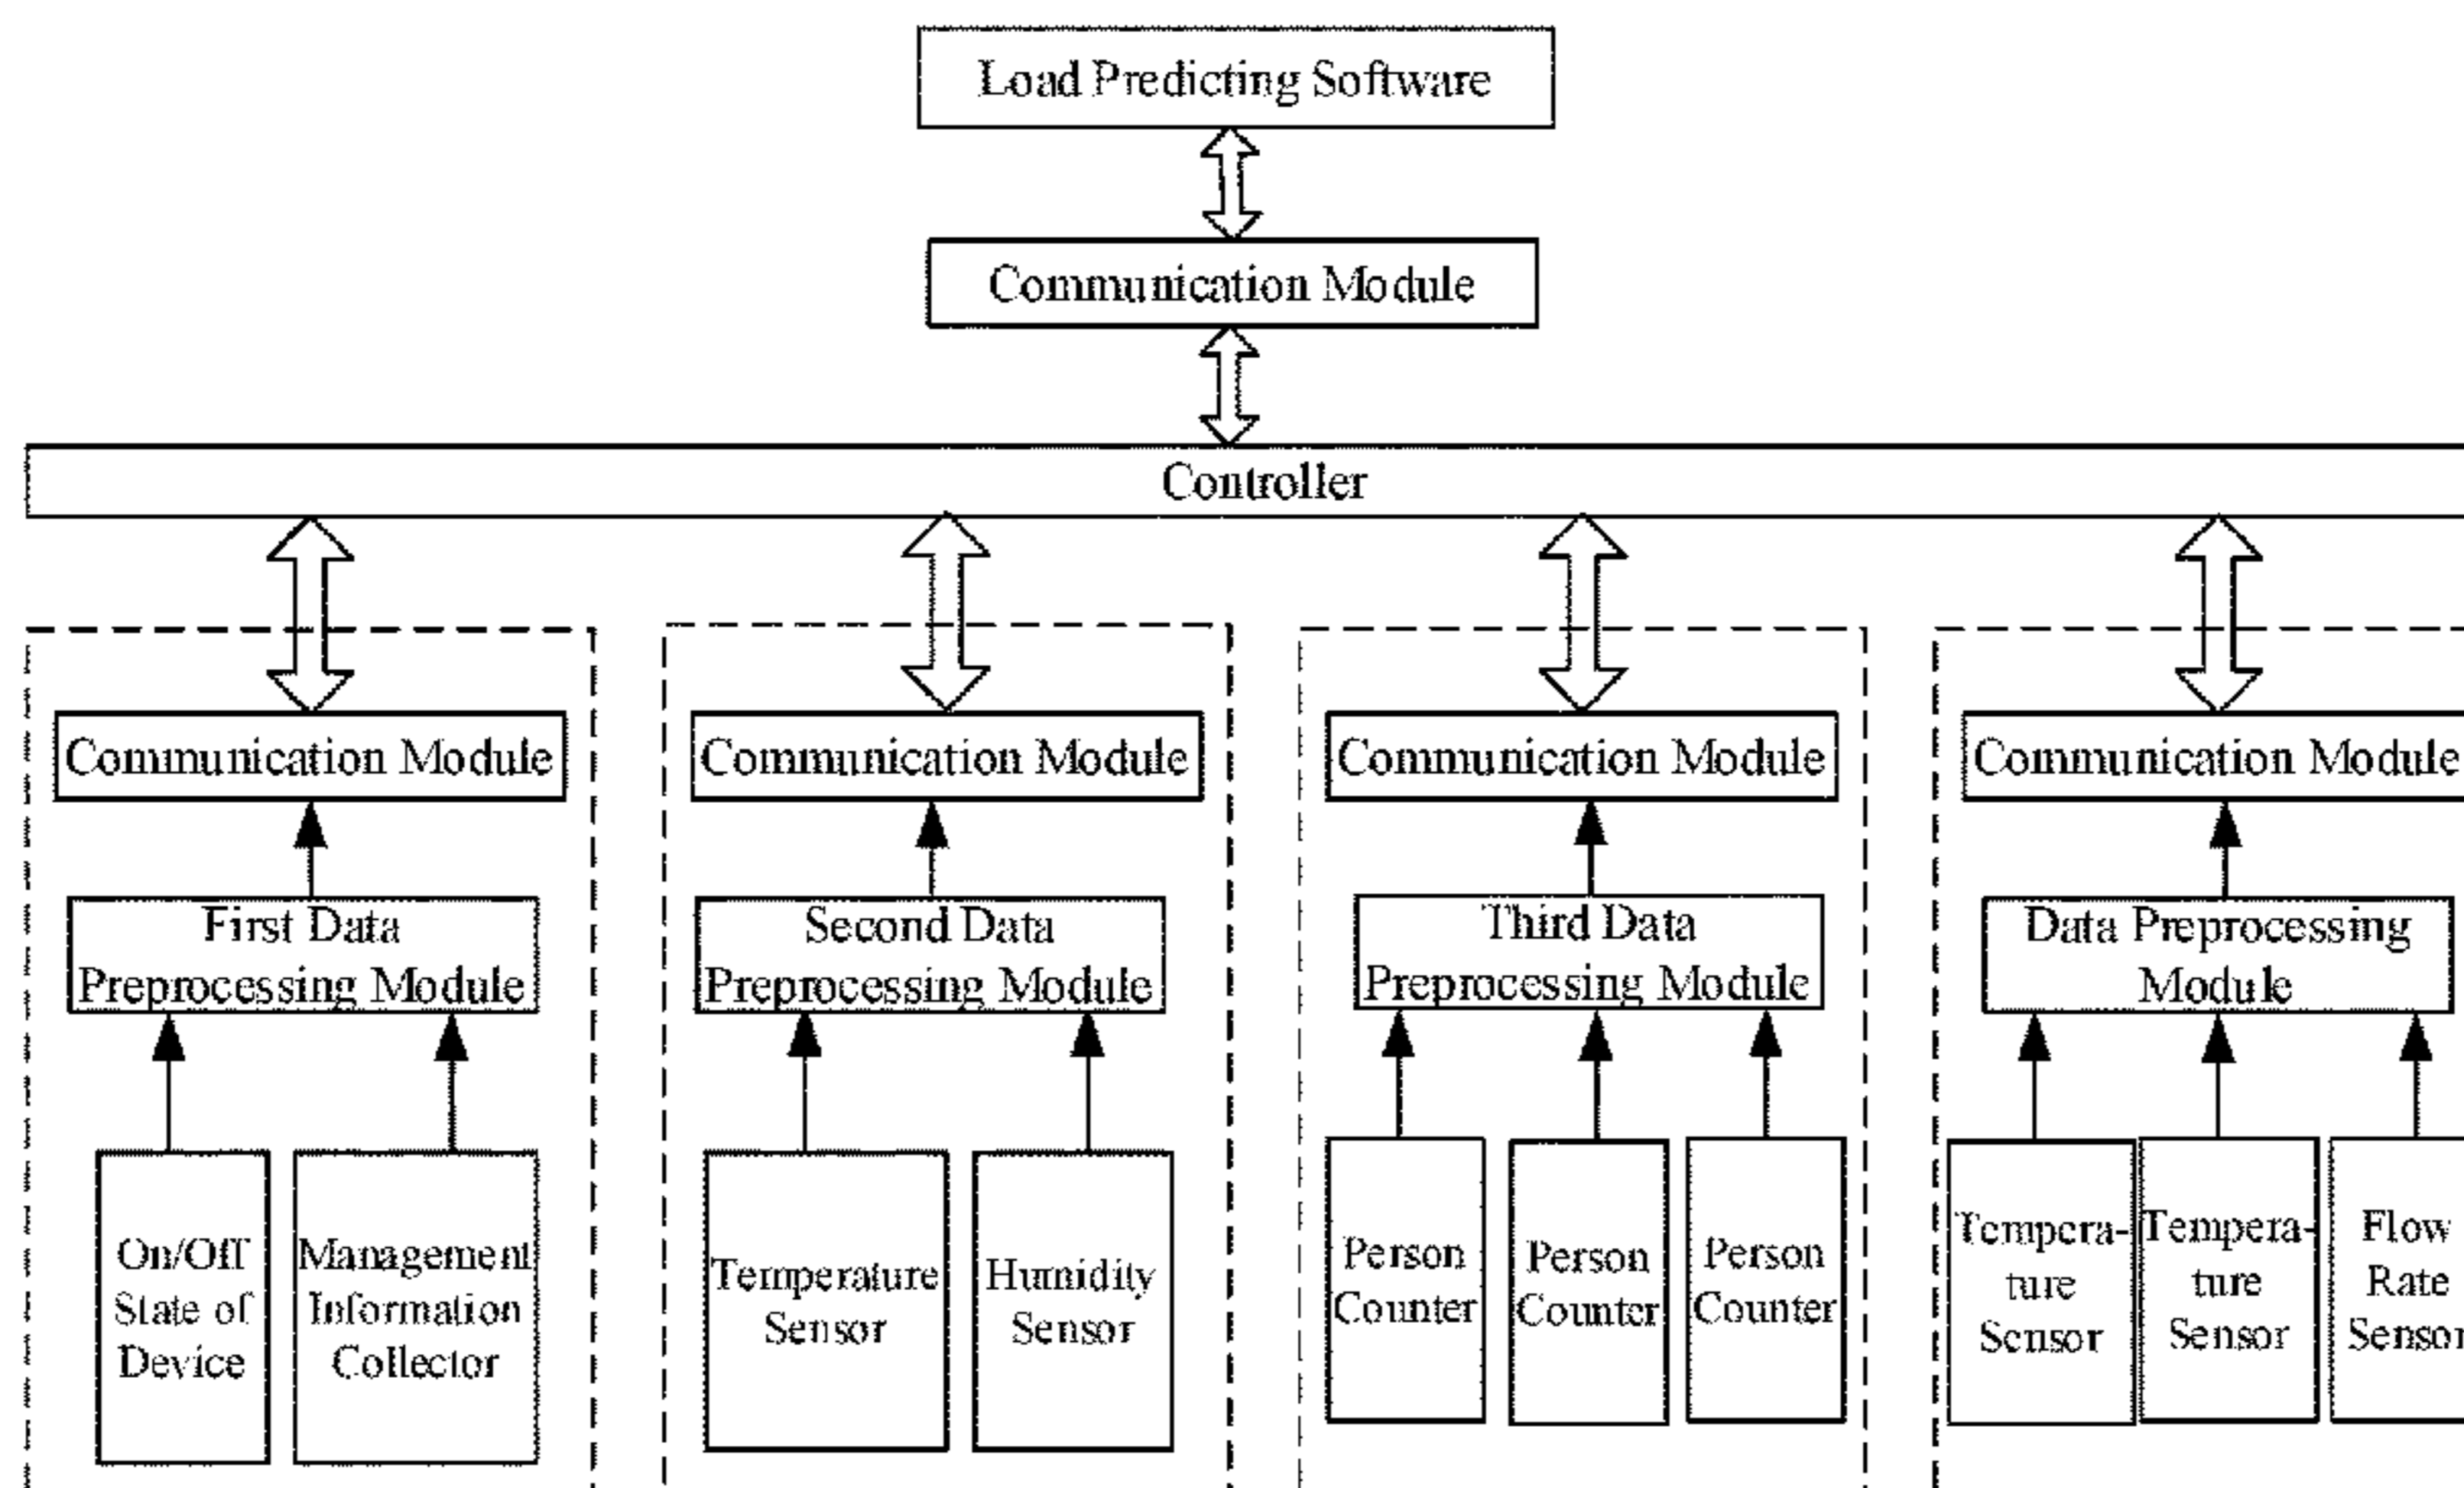 Load Predicting Software
Communication Module
Controller
Communication Module
Communication Module
Communication Module
Communication Module
First Data
Preprocessing Module
Second Data
Preprocessing Module
Third Data
Preprocessing Module
Data Preprocessing
Module
On/Off
State of
Device
Management
Information
Collector
Temperature
Sensor
Humidity
Sensor
Person
Counter
Person
Counter
Person
Counter
Tempera-
ture
Sensor
Tempera-
ture
Sensor
Flow
Rate
Sensor